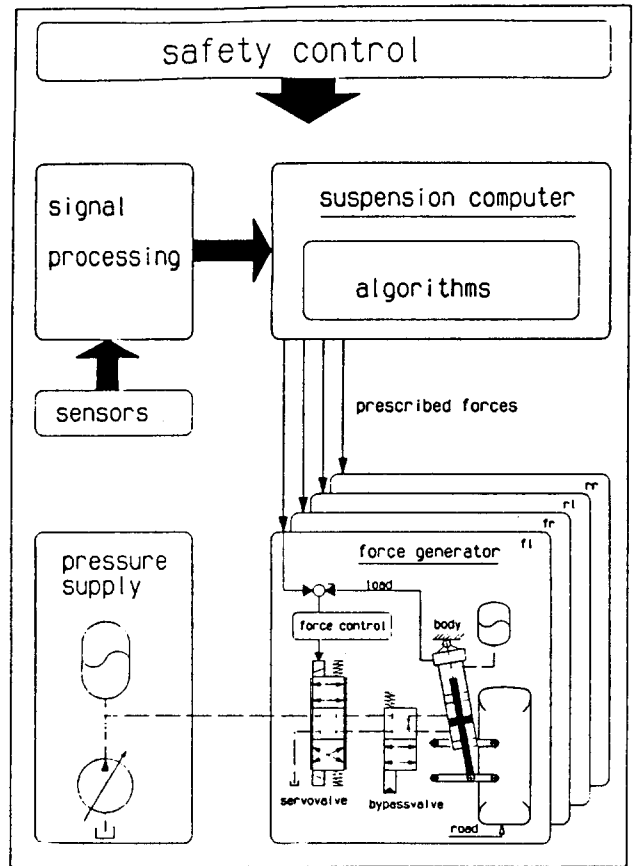 safety control
signal
processing
suspension computer
algorithms
sensors
prescribed forces
rr
rl
fr
fl
pressure
supply
force generator
load
body
force control
servovalve
bypassvalve
road